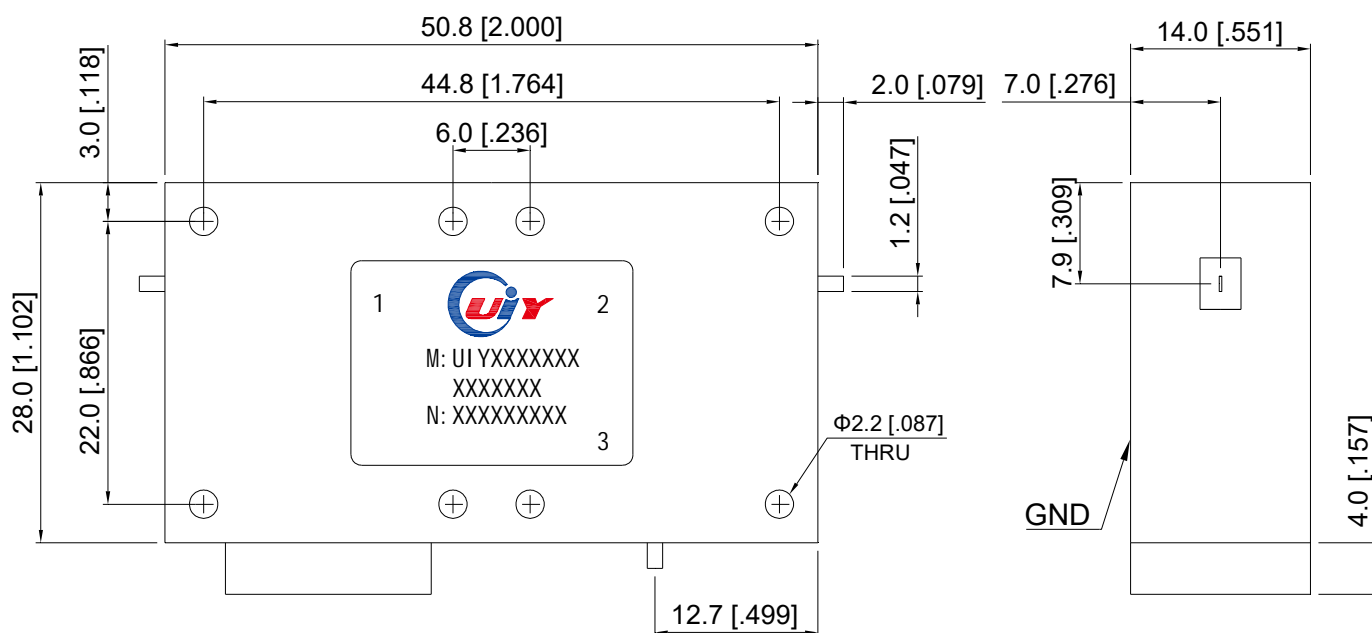 50.8 [2.000]
14.0 [.551]
44.8 [1.764]
2.0 [.079]
7.0 [.276]
3.0 [.118]
6.0 [.236]
1.2 [.047]
7.9 [.309]
1
UiY
2
M: UIYXXXXXXX
XXXXXXX
N: XXXXXXXXX
3
28.0 [1.102]
22.0 [.866]
Φ2.2 [.087]
THRU
GND
4.0 [.157]
12.7 [.499]